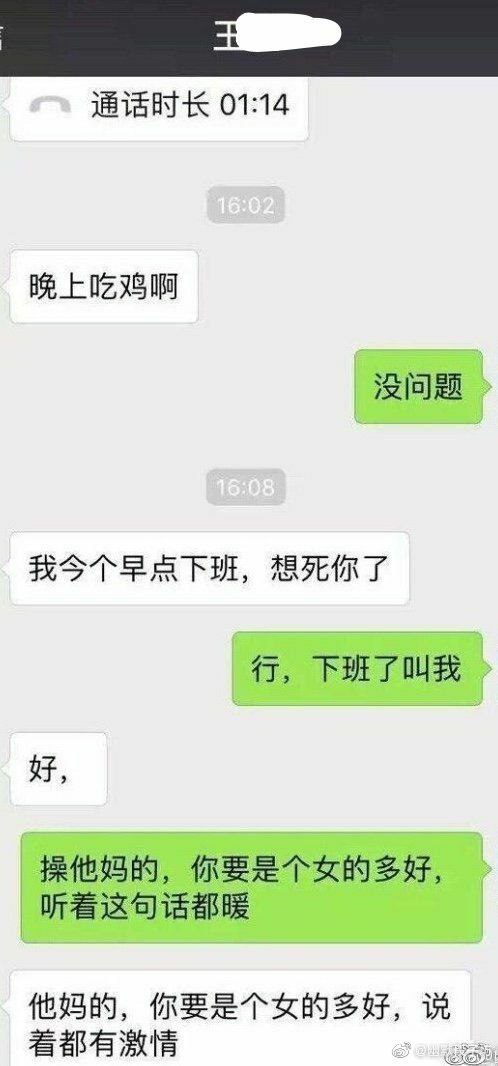 王
通话时长 01:14
16:02
晚上吃鸡啊
没问题
16:08
我今个早点下班，想死你了
行，下班了叫我
好，
操他妈的，你要是个女的多好，
听着这句话都暖
他妈的，你要是个女的多好，说
着都有激情